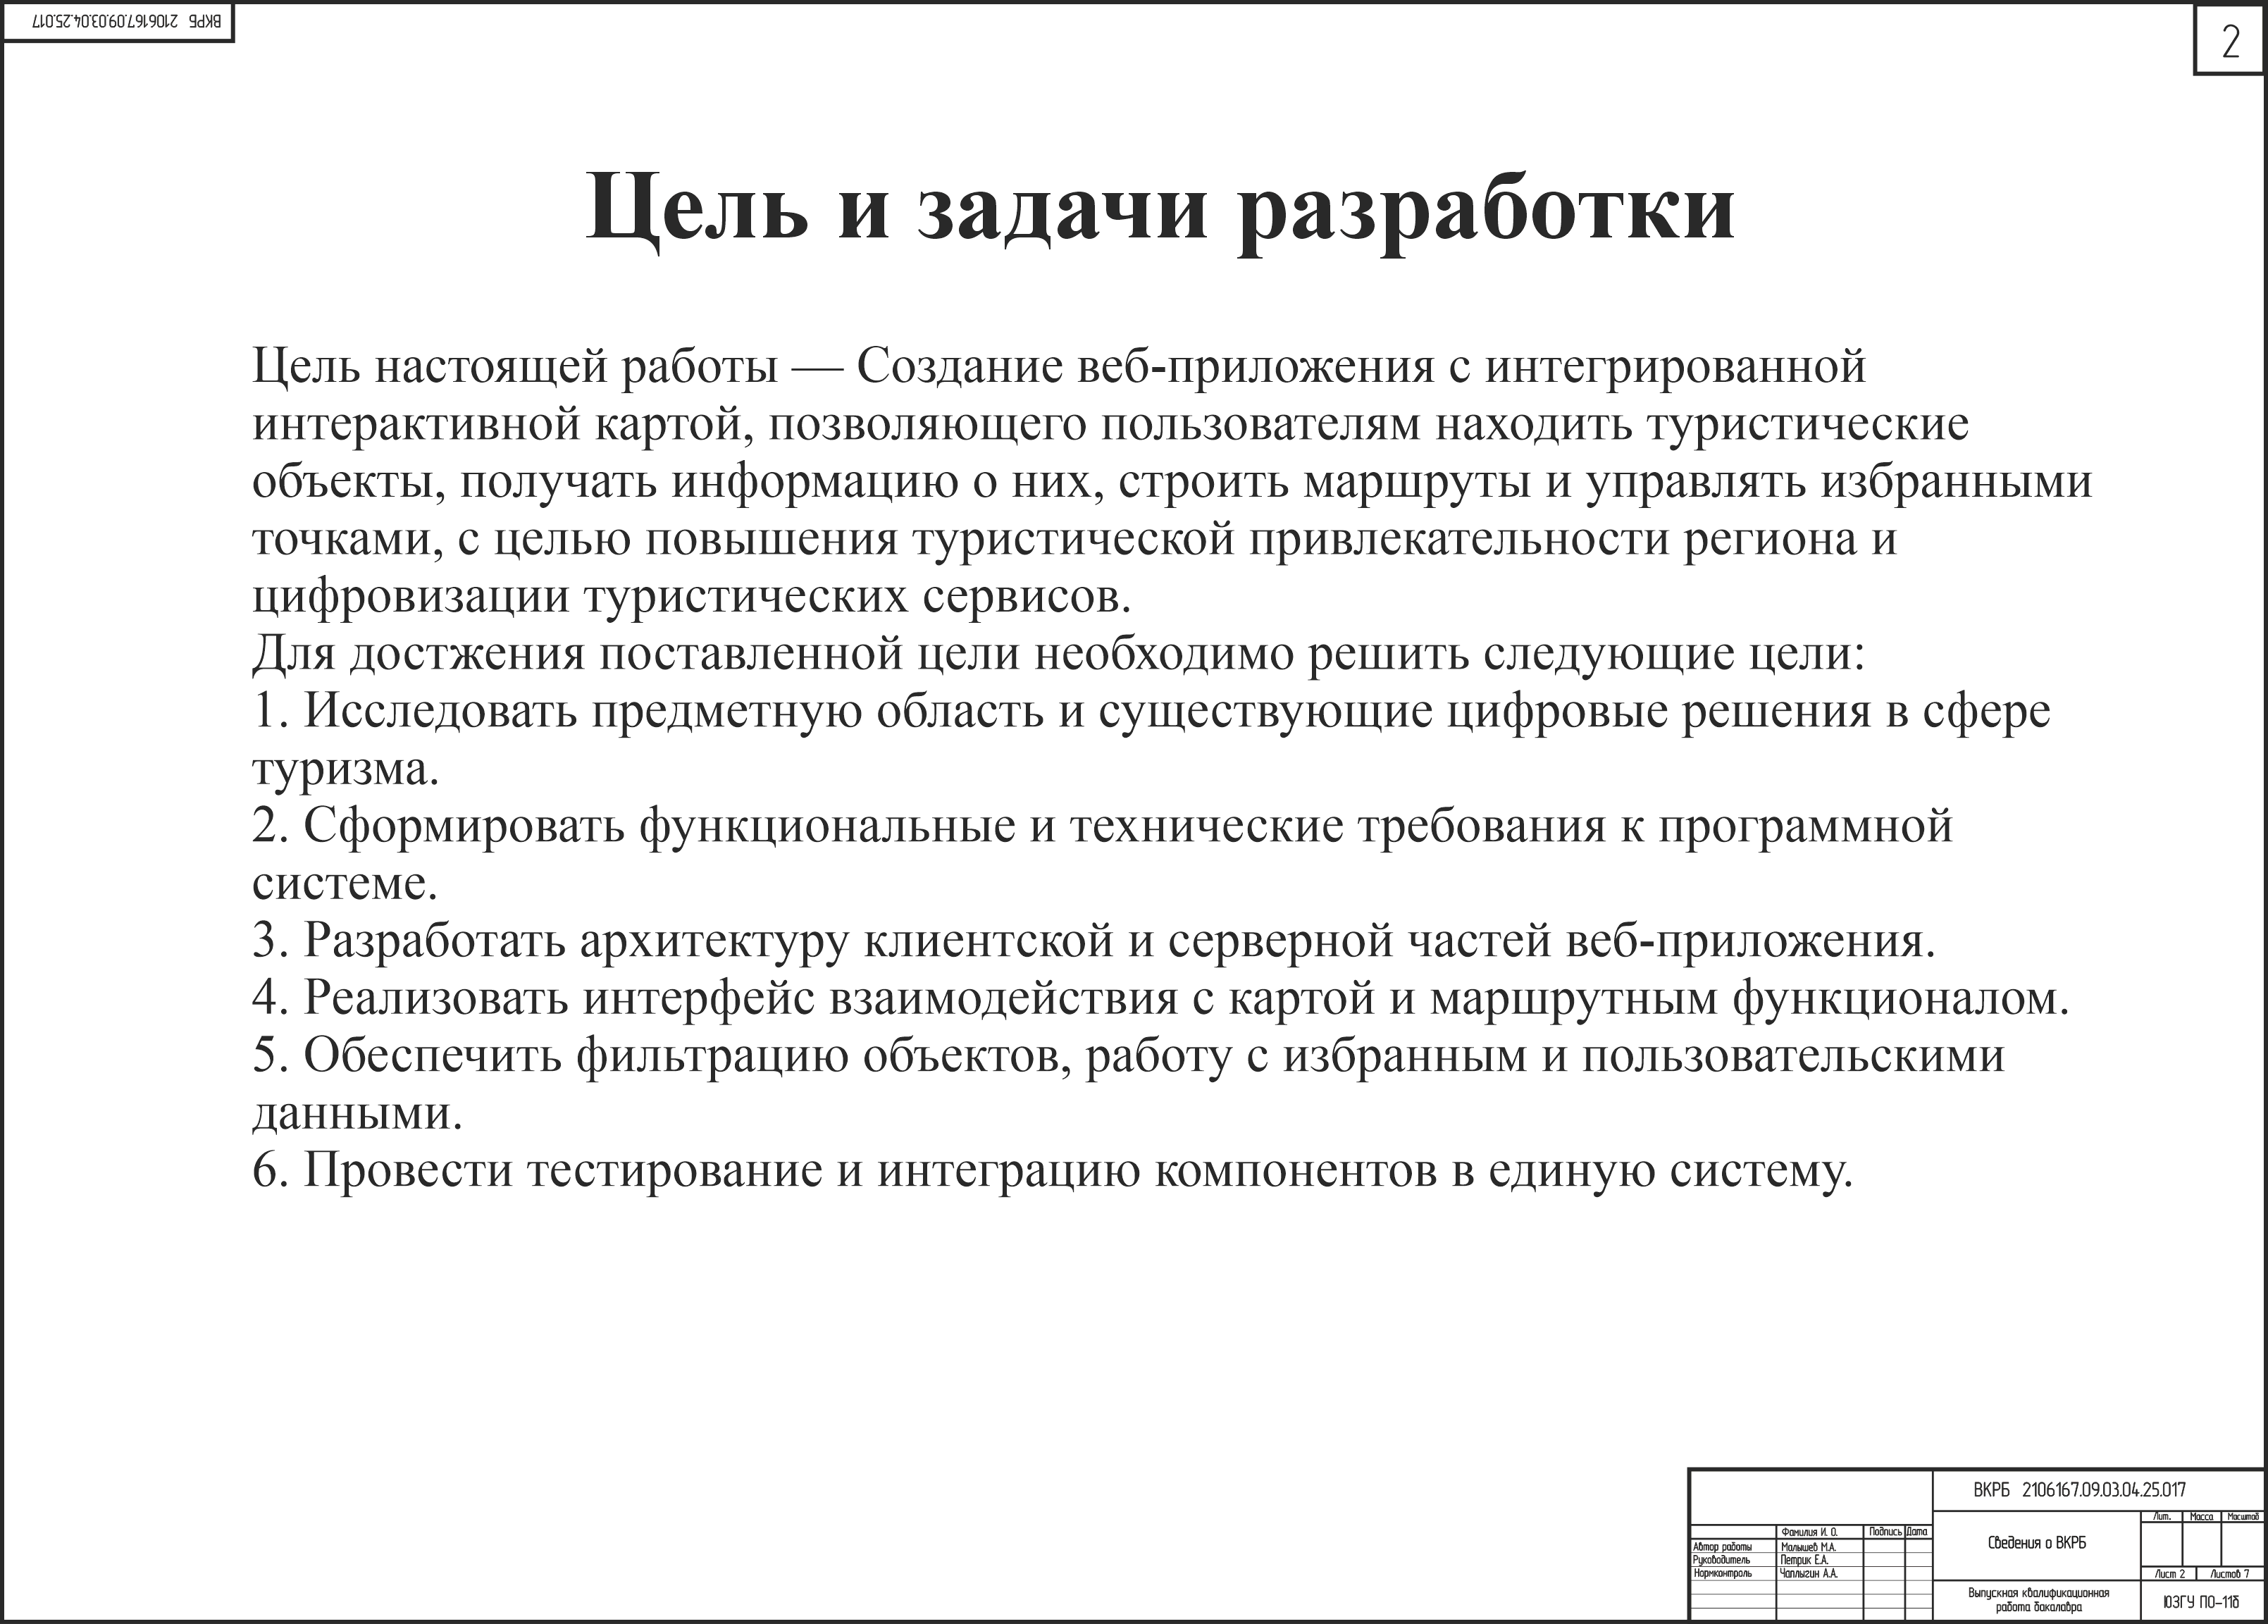 ВКРБ 2106167.09.03.04.25.017
2
Цель и задачи разработки
Цель настоящей работы — Создание веб-приложения с интегрированной
интерактивной картой, позволяющего пользователям находить туристические
объекты, получать информацию о них, строить маршруты и управлять избранными
точками, с целью повышения туристической привлекательности региона и
цифровизации туристических сервисов.
Для достжения поставленной цели необходимо решить следующие цели:
1. Исследовать предметную область и существующие цифровые решения в сфере
туризма.
2. Сформировать функциональные и технические требования к программной
системе.
3. Разработать архитектуру клиентской и серверной частей веб-приложения.
4. Реализовать интерфейс взаимодействия с картой и маршрутным функционалом.
5. Обеспечить фильтрацию объектов, работу с избранным и пользовательскими
данными.
6. Провести тестирование и интеграцию компонентов в единую систему.
ВКРБ 2106167.09.03.04.25.017
Фамилия И. О. Подпись Дата
Автор работы Малышев М.А.
Руководитель Петрик Е.А.
Нормконтроль Чаплыгин А.А.
Сведения о ВКРБ
Лит. Масса Масштаб
Лист 2 Листов 7
Выпускная квалификационная
работа бакалавра
ЮЗГУ ПО-11б